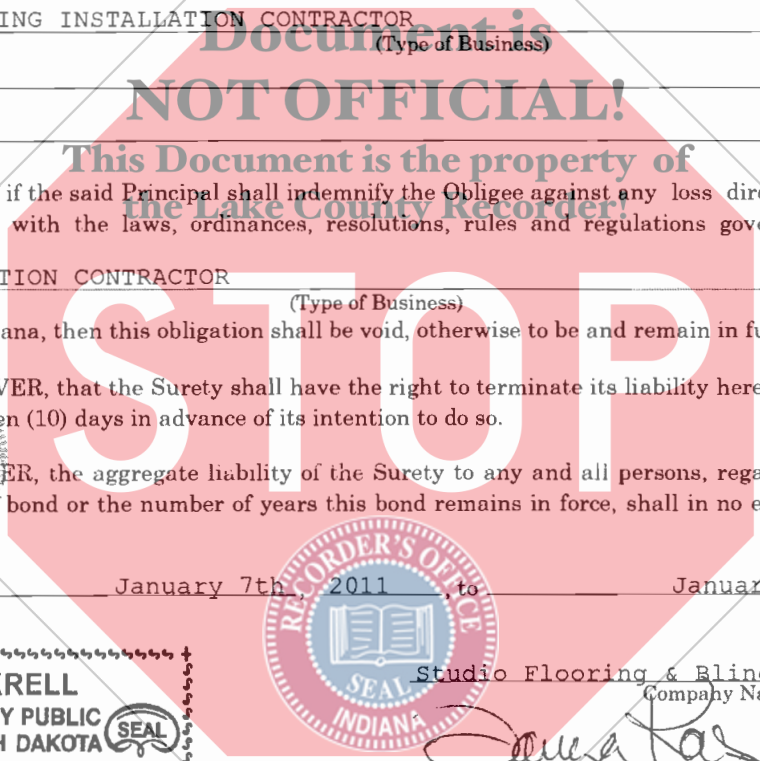 ING INSTALLATION CONTRACTOR
Document is
(Type of Business)
NOT OFFICIAL!
This Document is the property of
if the said Principal shall indemnify the Obligee against any loss dire
the Lake County Recorder!
with the laws, ordinances, resolutions, rules and regulations gove
TION CONTRACTOR
(Type of Business)
STOP
ana, then this obligation shall be void, otherwise to be and remain in fu
VER, that the Surety shall have the right to terminate its liability here
en (10) days in advance of its intention to do so.
ER, the aggregate liability of the Surety to any and all persons, rega
bond or the number of years this bond remains in force, shall in no e
January 7th, 2011, to Januar
RECORDER'S OFFICE
SEAL
INDIANA
Studio Flooring & Blin
Company Na
RELL
Y PUBLIC
H DAKOTA
SEAL